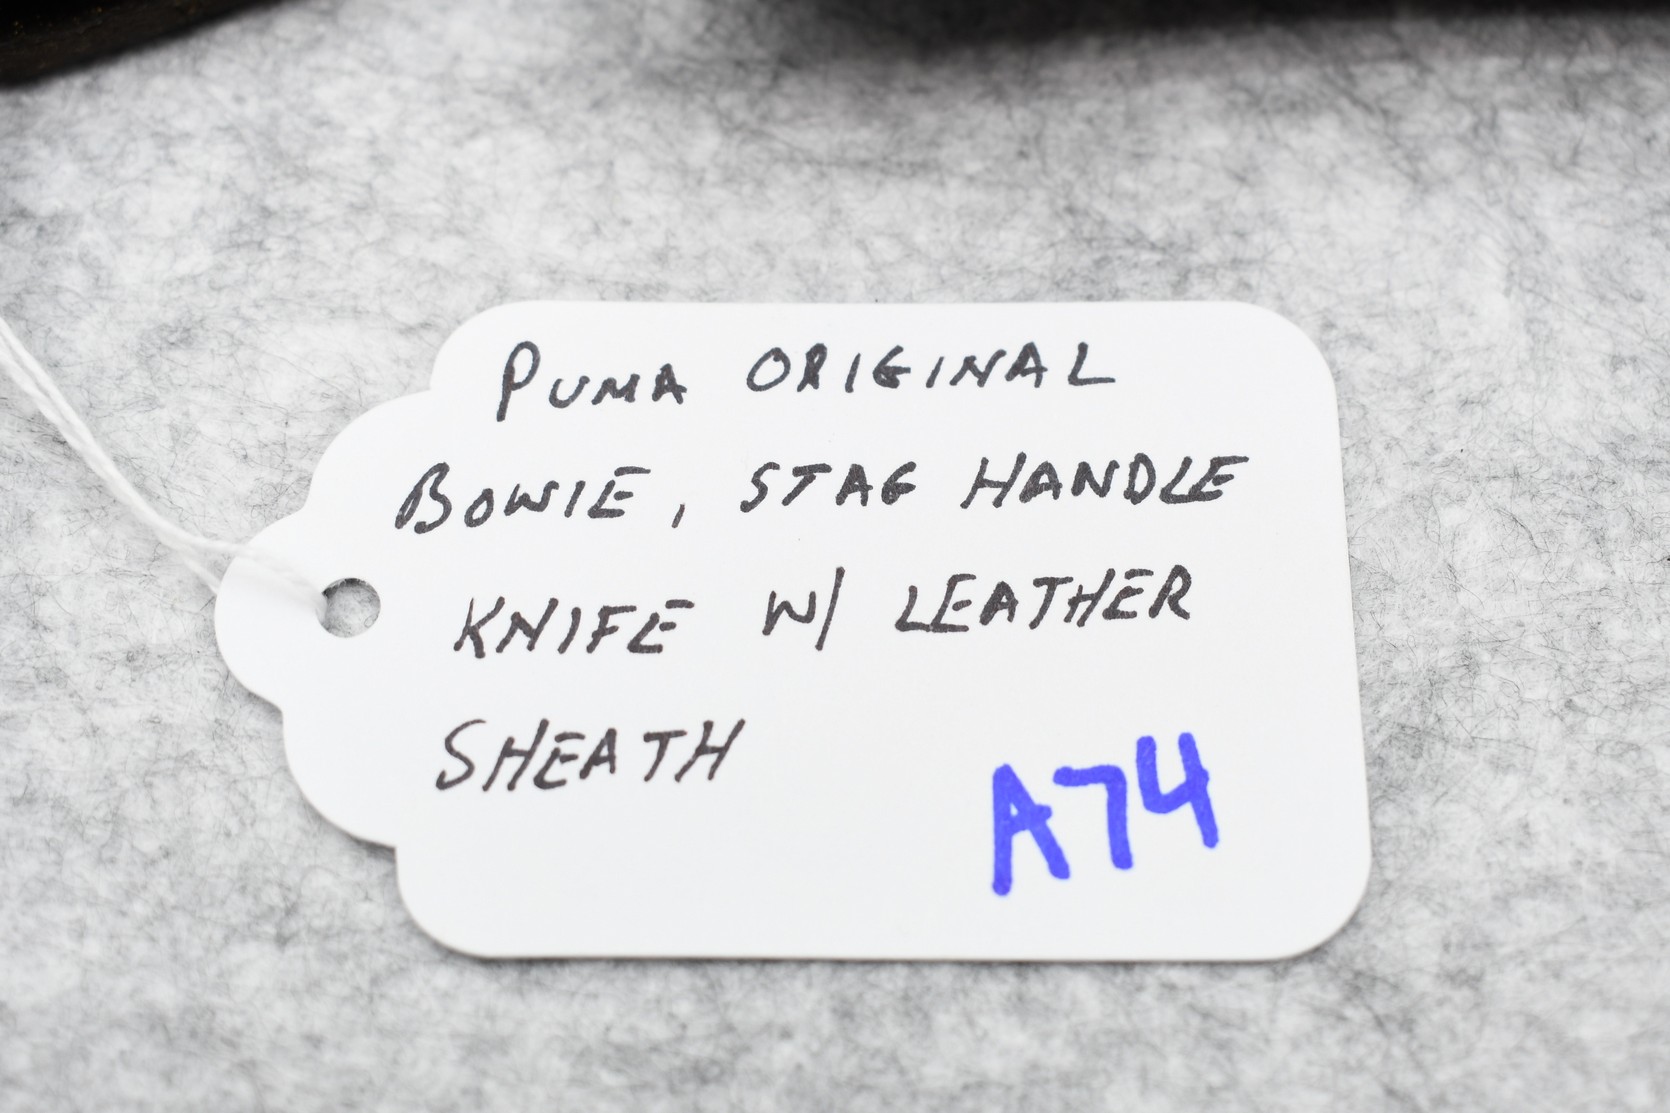 PUMA ORIGINAL
BOWIE, STAG HANDLE
KNIFE W/ LEATHER
SHEATH
A74